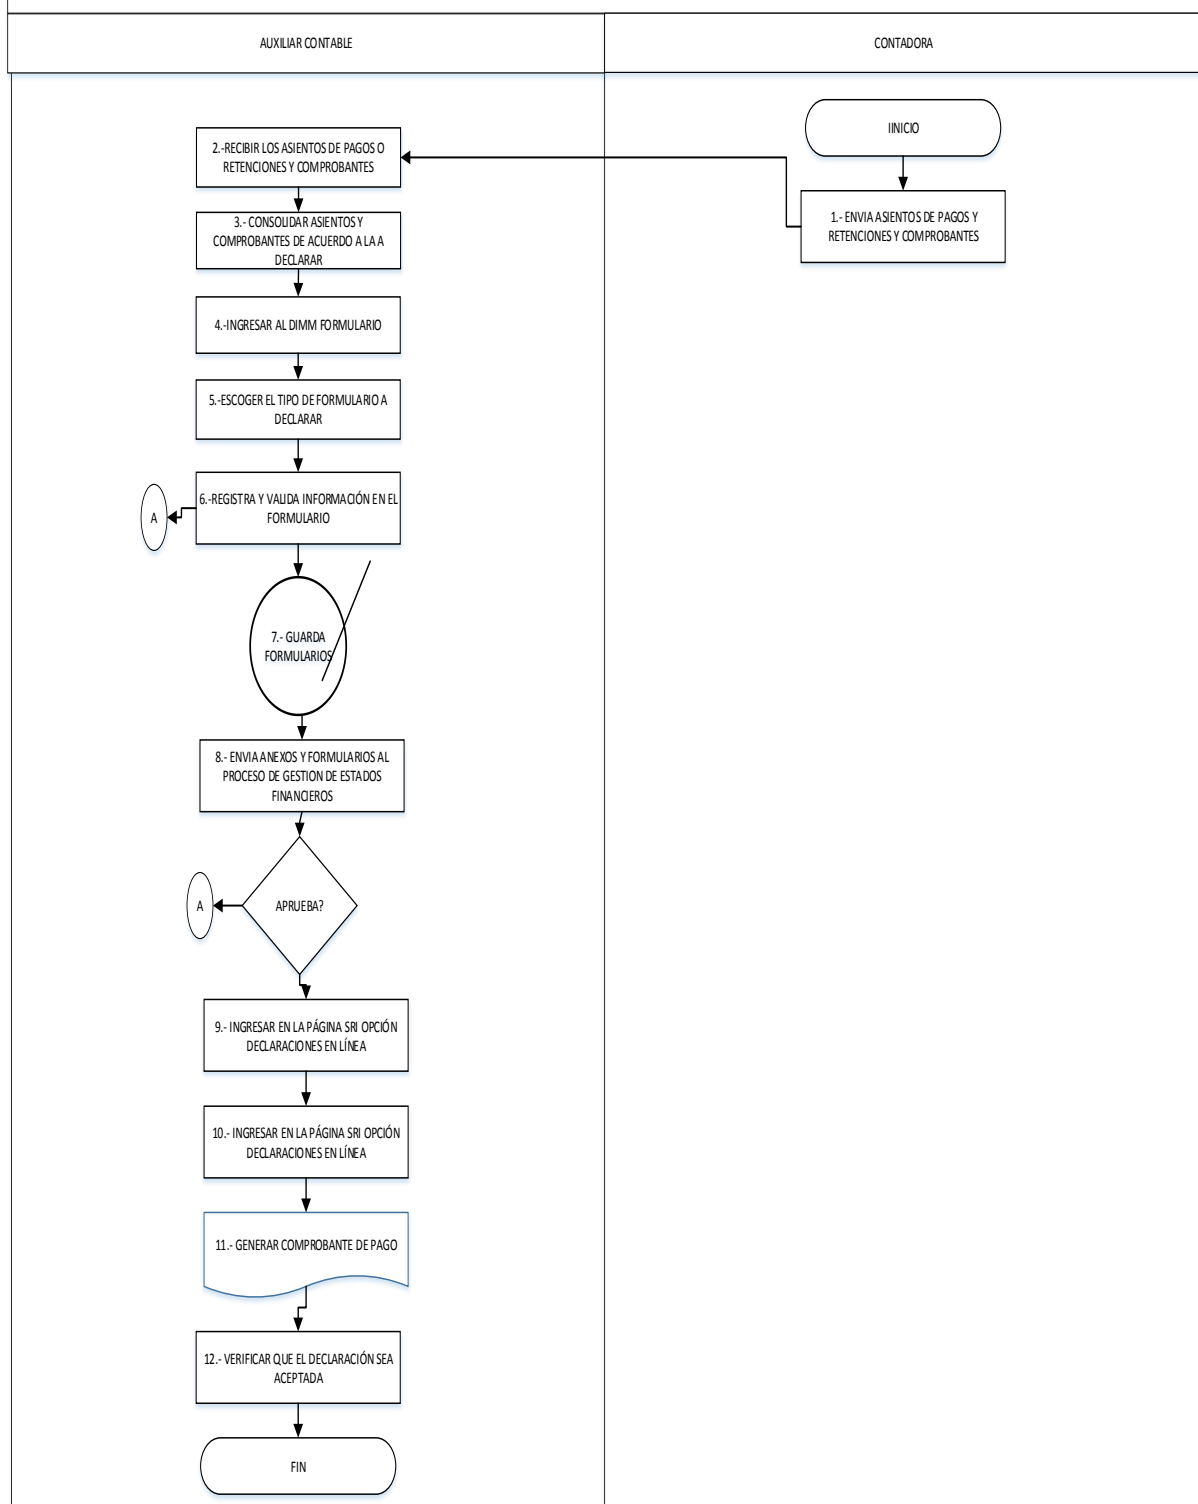 AUXILIAR CONTABLE
CONTADORA
IINICIO
1.- ENVIA ASIENTOS DE PAGOS Y
RETENCIONES Y COMPROBANTES
2.-RECIBIR LOS ASIENTOS DE PAGOS O
RETENCIONES Y COMPROBANTES
3.- CONSOLIDAR ASIENTOS Y
COMPROBANTES DE ACUERDO A LA A
DECLARAR
4.-INGRESAR AL DIMM FORMULARIO
5.-ESCOGER EL TIPO DE FORMULARIO A
DECLARAR
6.-REGISTRA Y VALIDA INFORMACIÓN EN EL
FORMULARIO
A
7.- GUARDA
FORMULARIOS
8.- ENVIA ANEXOS Y FORMULARIOS AL
PROCESO DE GESTION DE ESTADOS
FINANCIEROS
APRUEBA?
A
9.- INGRESAR EN LA PÁGINA SRI OPCIÓN
DECLARACIONES EN LÍNEA
10.- INGRESAR EN LA PÁGINA SRI OPCIÓN
DECLARACIONES EN LÍNEA
11.- GENERAR COMPROBANTE DE PAGO
12.- VERIFICAR QUE EL DECLARACIÓN SEA
ACEPTADA
FIN